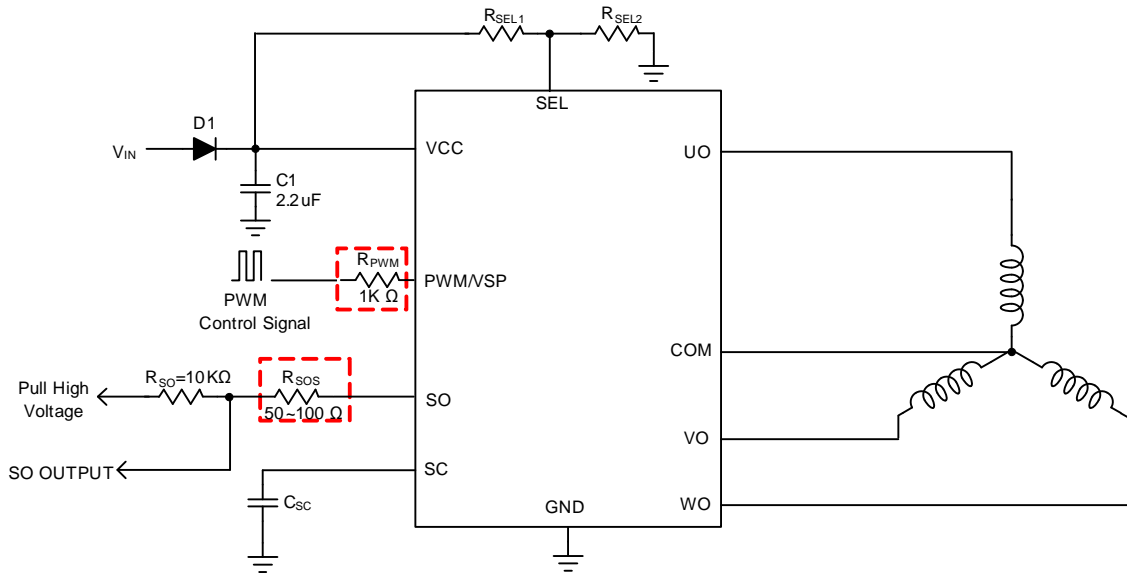 RSEL1
RSEL2
SEL
D1
VIN
VCC
UO
C1
2.2uF
RPWM
1K Ω
PWM/VSP
PWM
Control Signal
COM
Pull High
Voltage
RSO=10KΩ
RSOS
50~100 Ω
SO
VO
SO OUTPUT
SC
CSC
GND
WO